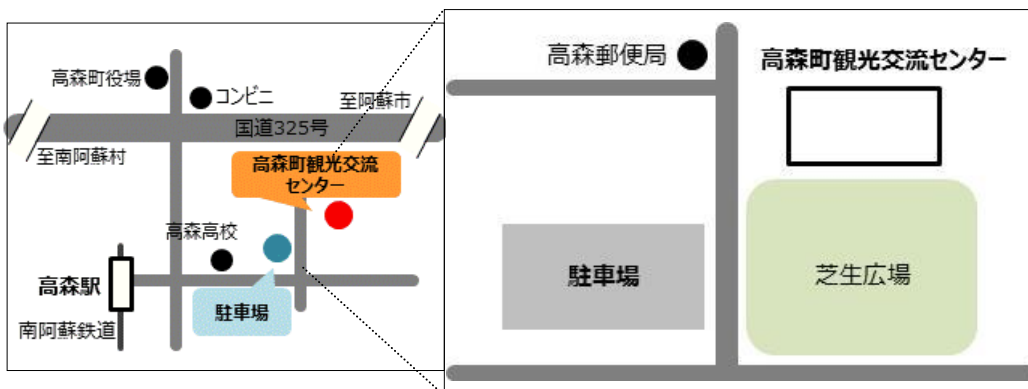 高森町役場
コンビニ
至阿蘇市
国道325号
至南阿蘇村
高森町観光交流
センター
高森高校
高森駅
駐車場
南阿蘇鉄道
高森郵便局
高森町観光交流センター
駐車場
芝生広場